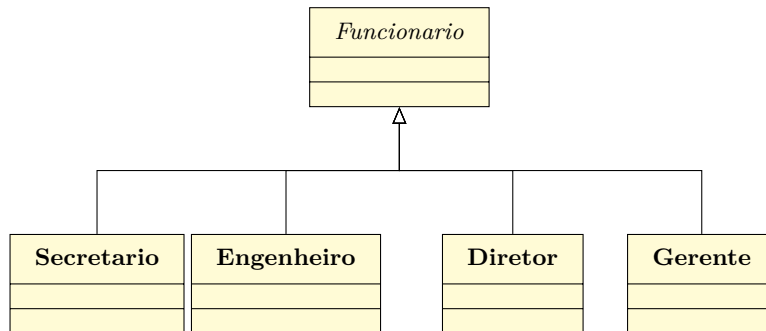 Funcionario
Secretario
Engenheiro
Diretor
Gerente